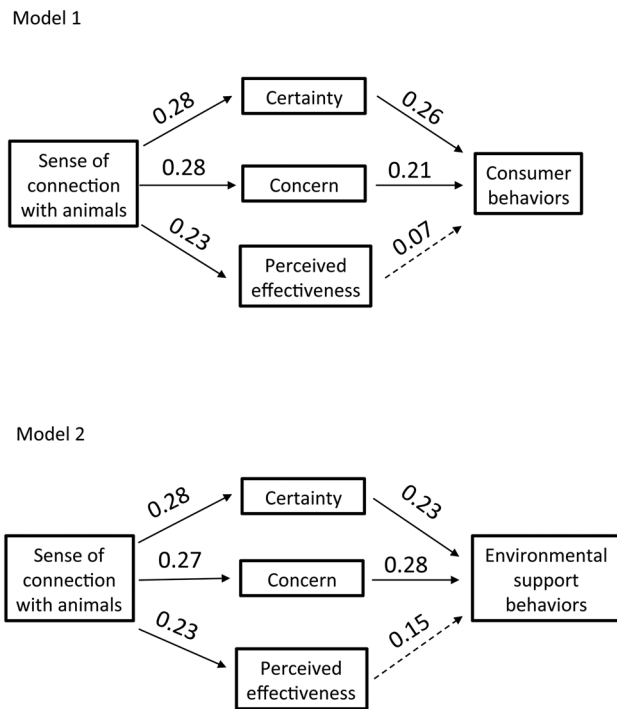 Model 1
0.28
Certainty
0.26
Sense of
connection
with animals
0.28
Concern
0.21
Consumer
behaviors
0.23
Perceived
effectiveness
0.07
Model 2
0.28
Certainty
0.23
Sense of
connection
with animals
0.27
Concern
0.28
Environmental
support
behaviors
0.23
Perceived
effectiveness
0.15